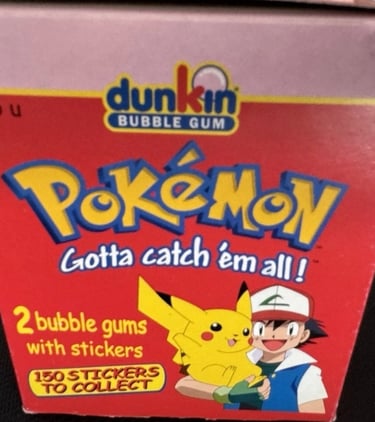 u
dunkin
BUBBLE GUM
POKéMON
Gotta catch 'em all!
2 bubble gums
with stickers
150 STICKERS
TO COLLECT